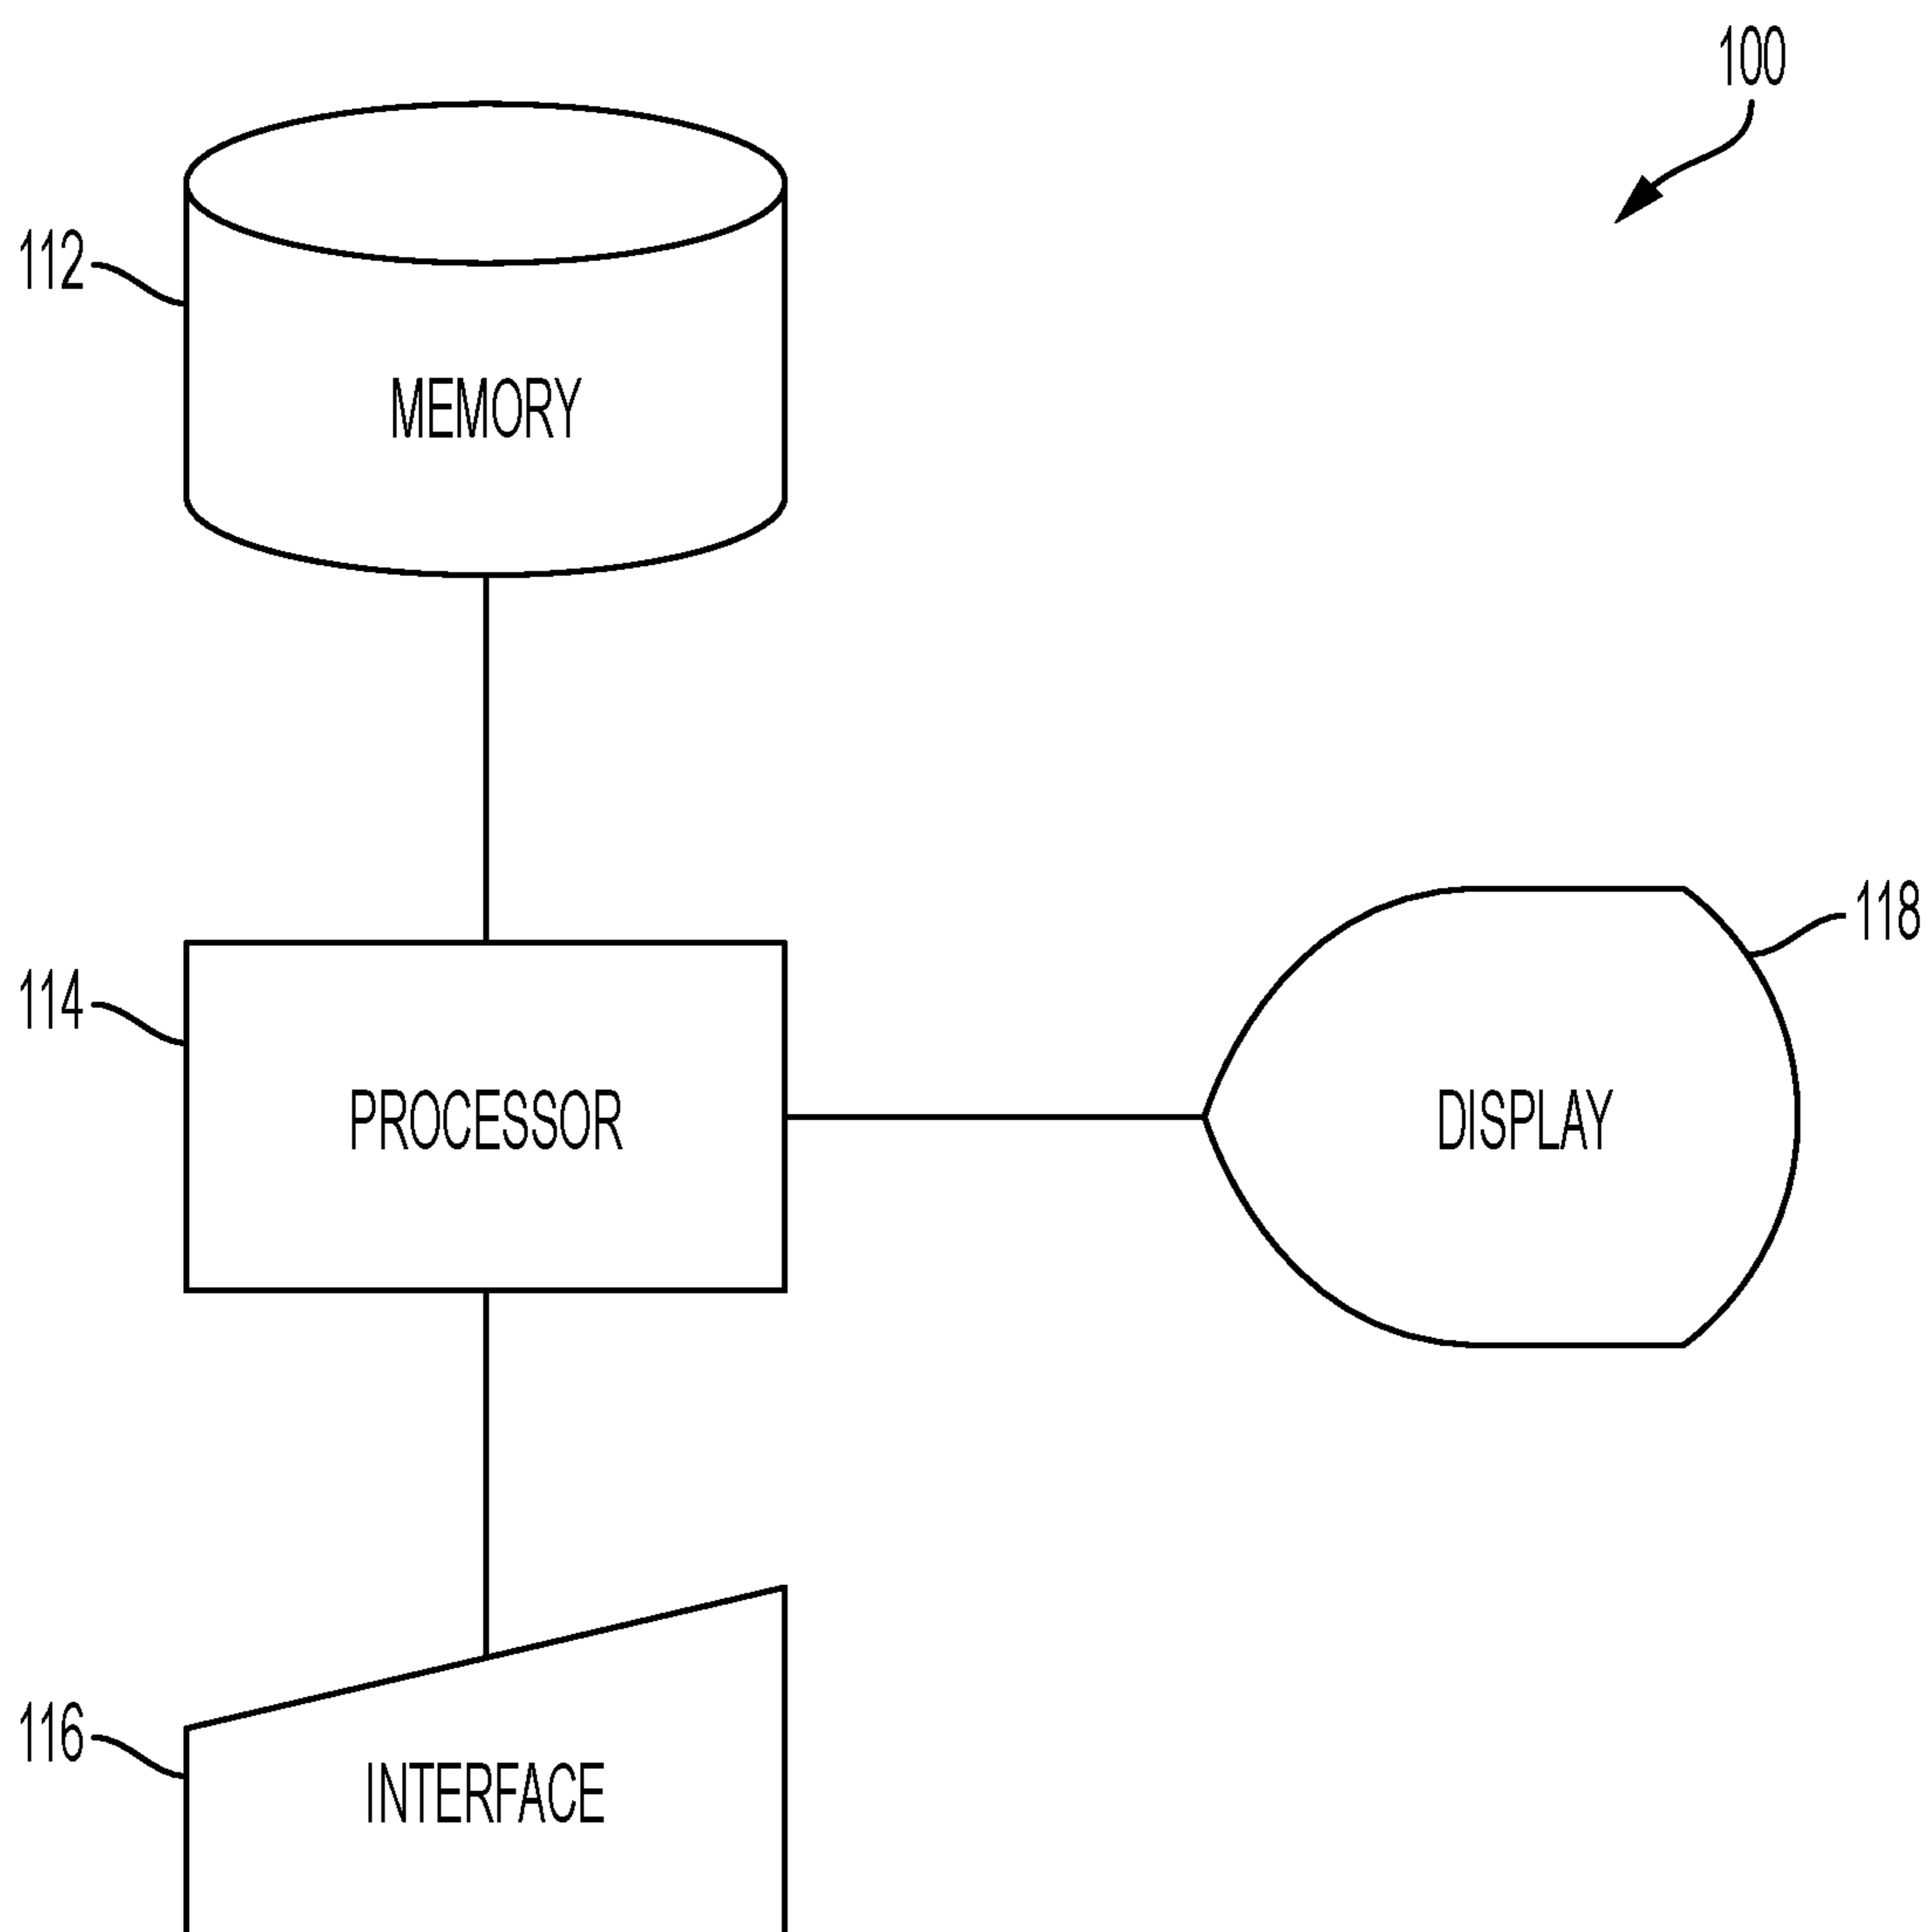 100
112
MEMORY
118
114
PROCESSOR
DISPLAY
116
INTERFACE